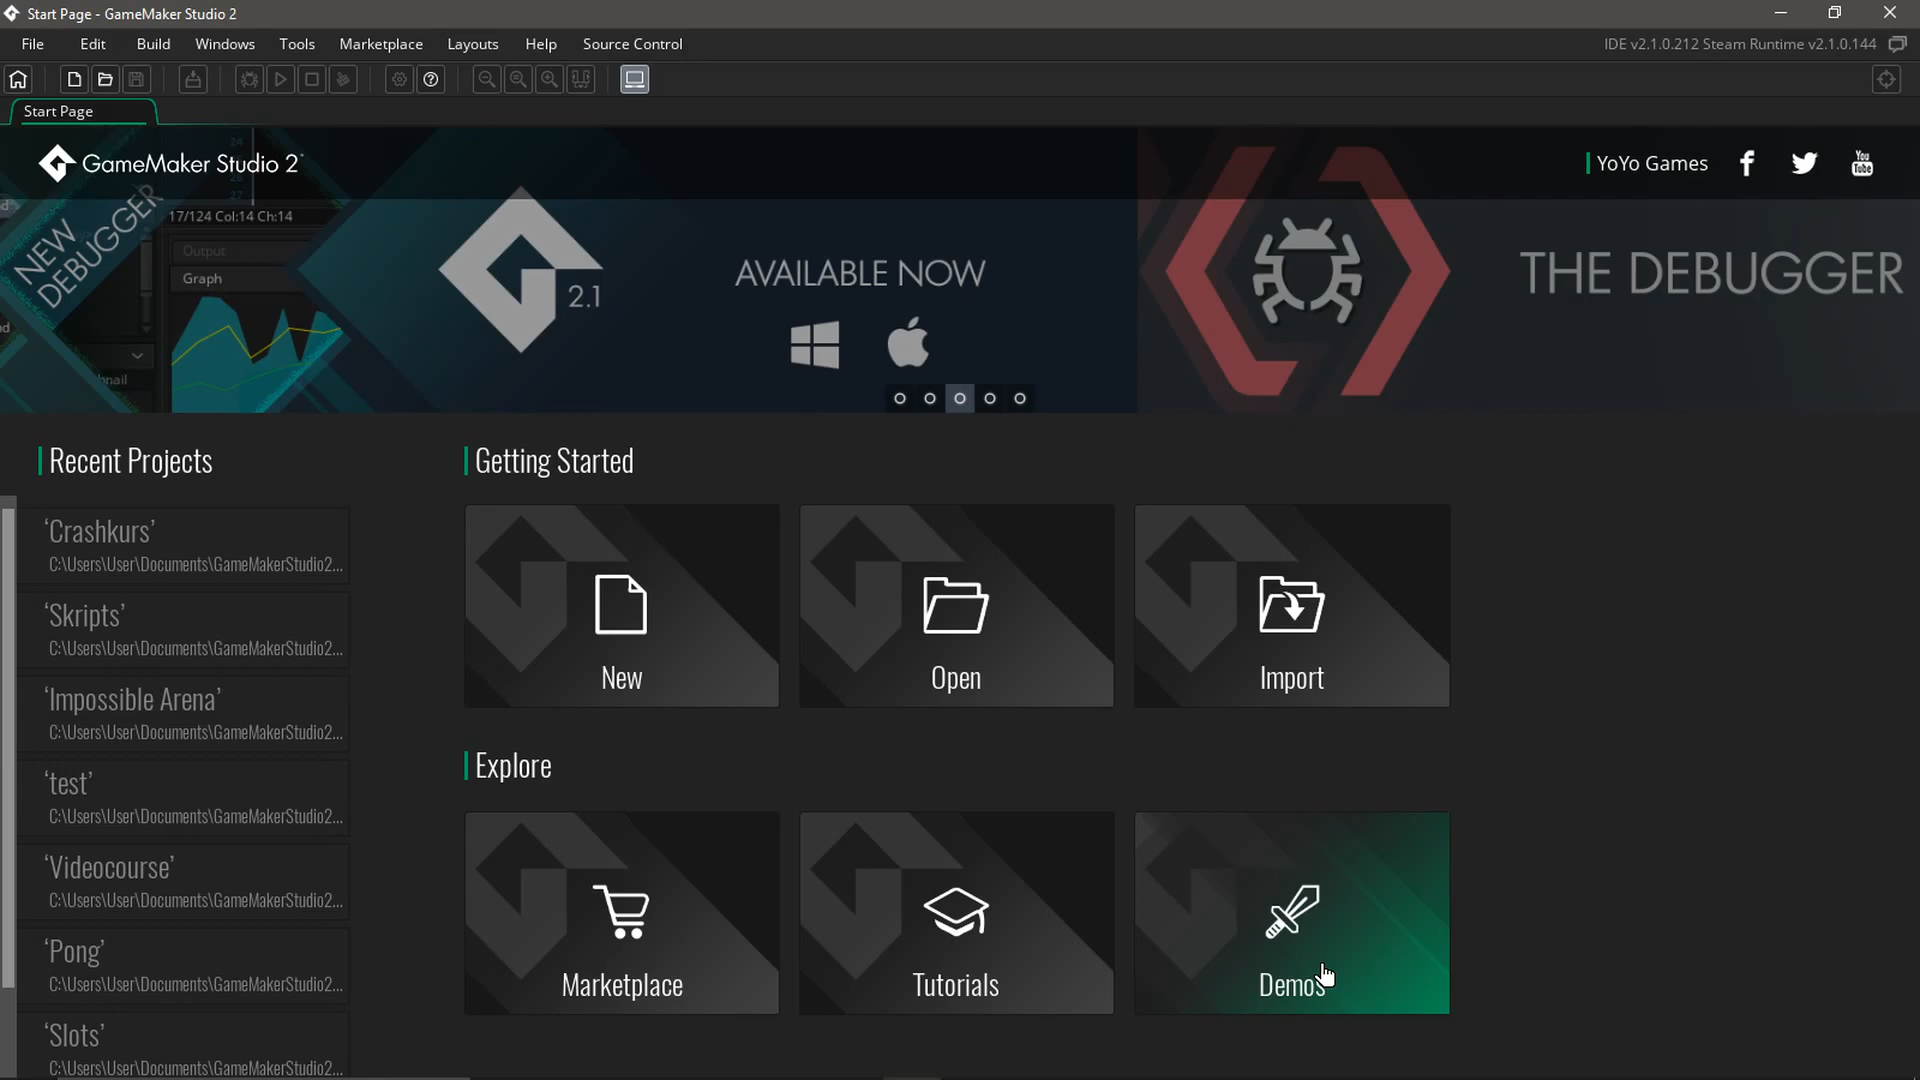 Start Page - GameMaker Studio 2
File Edit Build Windows Tools Marketplace Layouts Help Source Control
IDE v2.1.0.212 Steam Runtime v2.1.0.144
Start Page
GameMaker Studio 2
YoYo Games
You Tube
24
27
NEW DEBUGGER
17/124 Col:14 Ch:14
Output
Graph
2.1
AVAILABLE NOW
THE DEBUGGER
Recent Projects
'Crashkurs'
C:\Users\User\Documents\GameMakerStudio2...
'Skripts'
C:\Users\User\Documents\GameMakerStudio2...
'Impossible Arena'
C:\Users\User\Documents\GameMakerStudio2...
'test'
C:\Users\User\Documents\GameMakerStudio2...
'Videocourse'
C:\Users\User\Documents\GameMakerStudio2...
'Pong'
C:\Users\User\Documents\GameMakerStudio2...
'Slots'
C:\Users\User\Documents\GameMakerStudio2...
Getting Started
New
Open
Import
Explore
Marketplace
Tutorials
Demos